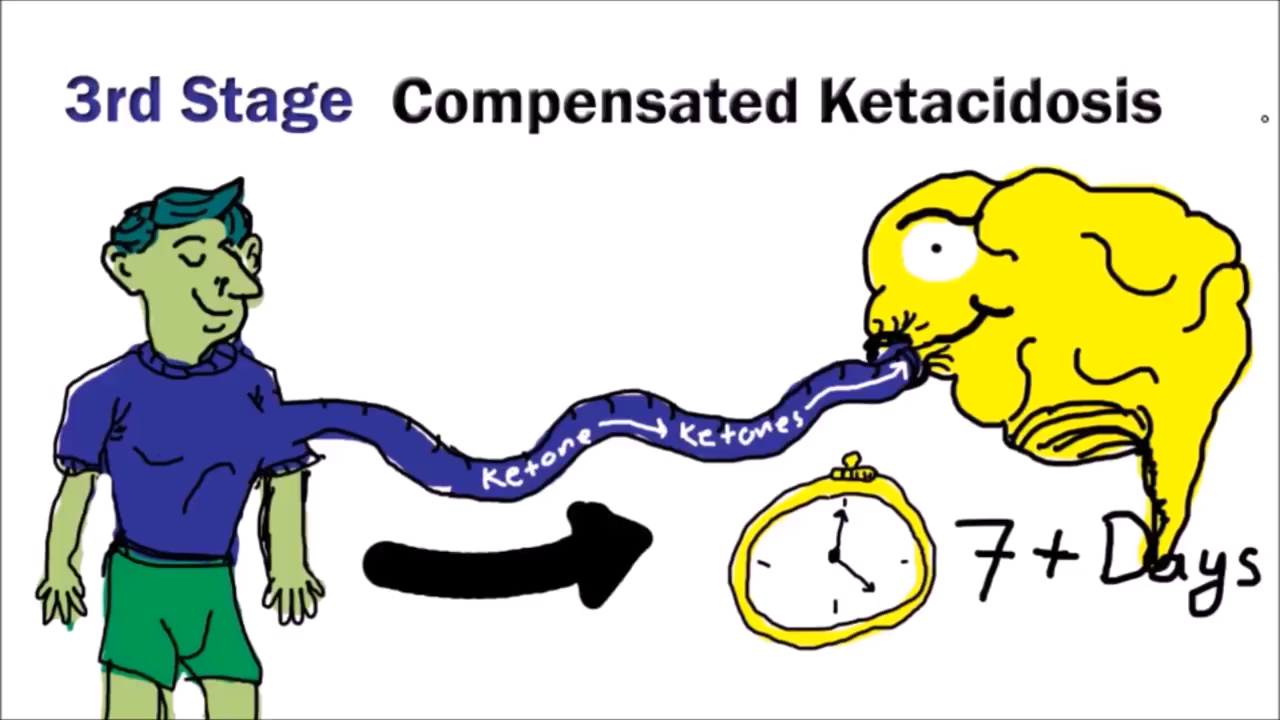 3rd Stage Compensated Ketacidosis
Ketone → Ketones
7+ Days